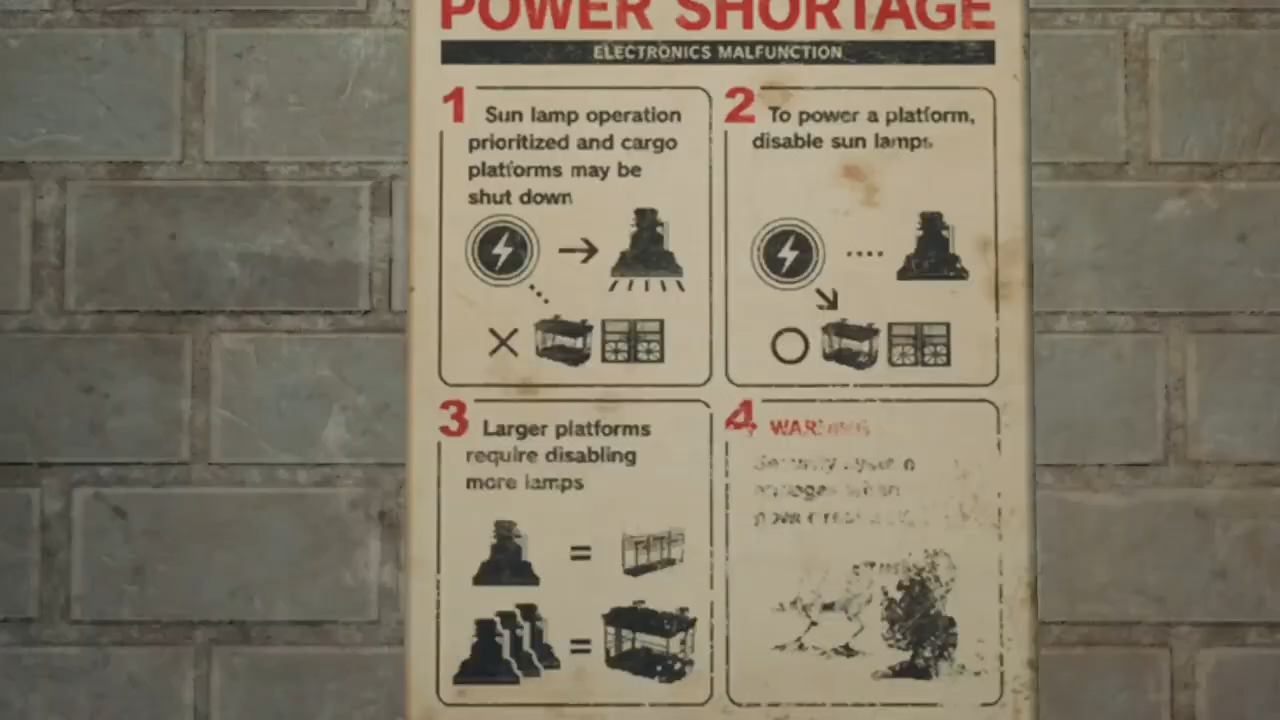 POWER SHORTAGE
ELECTRONICS MALFUNCTION
1 Sun lamp operation
prioritized and cargo
platforms may be
shut down
2 To power a platform,
disable sun lamps
3 Larger platforms
require disabling
more lamps
=
=
4